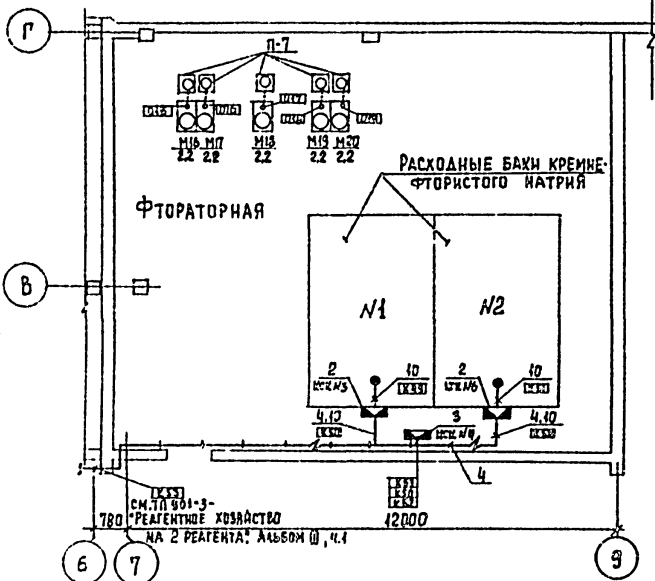 Г
П-7
М16 М17 М18 М19 М20
2,2 2,2 2,2 2,2 2,2
РАСХОДНЫЕ БАКИ КРЕМНЕ-
ФТОРИСТОГО НАТРИЯ
ФТОРАТОРНАЯ
В
N1 N2
2 10 2 10
4,10 3 4,10
4
СМ. ТП 901-3-
780 "РЕАГЕНТНОЕ ХОЗЯЙСТВО 12000
НА 2 РЕАГЕНТА", АЛЬБОМ III, Ч.1
6 7 9